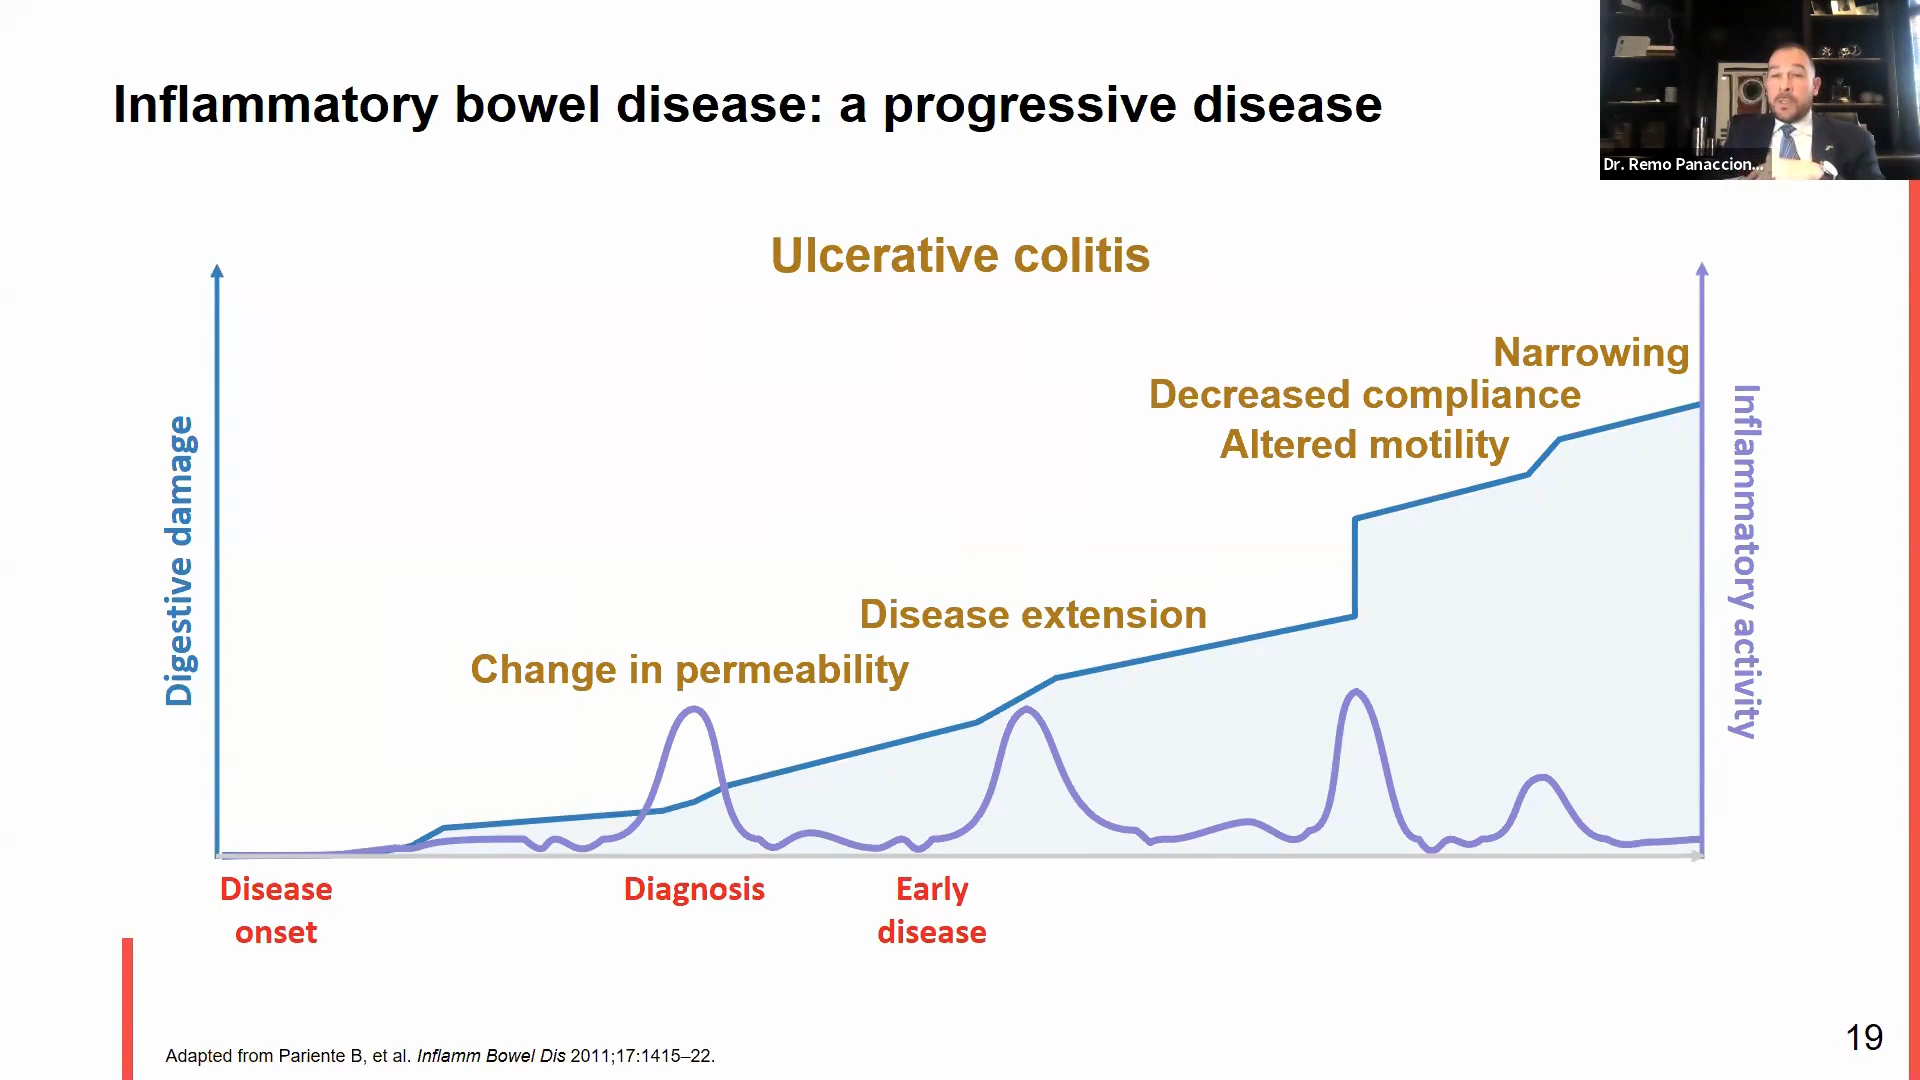 Inflammatory bowel disease: a progressive disease
Dr. Remo Panaccion...
Ulcerative colitis
Narrowing
Decreased compliance
Altered motility
Disease extension
Change in permeability
Digestive damage
Inflammatory activity
Disease
onset
Diagnosis
Early
disease
Adapted from Pariente B, et al. Inflamm Bowel Dis 2011;17:1415–22.
19